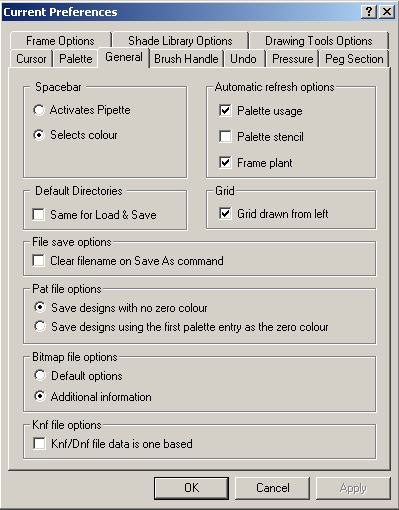 Current Preferences
Frame Options
Shade Library Options
Drawing Tools Options
Cursor
Palette
General
Brush Handle
Undo
Pressure
Peg Section
Spacebar
Activates Pipette
Selects colour
Automatic refresh options
Palette usage
Palette stencil
Frame plant
Default Directories
Same for Load & Save
Grid
Grid drawn from left
File save options
Clear filename on Save As command
Pat file options
Save designs with no zero colour
Save designs using the first palette entry as the zero colour
Bitmap file options
Default options
Additional information
Knf file options
Knf/Dnf file data is one based
OK
Cancel
Apply